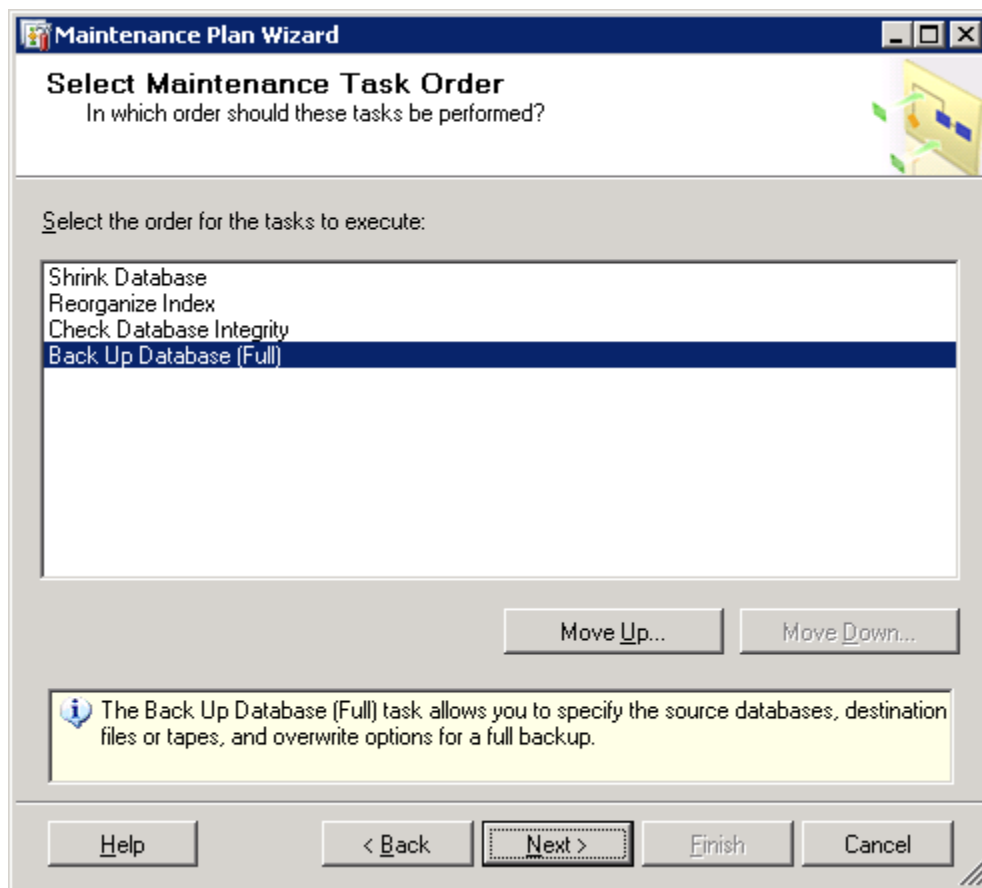 Maintenance Plan Wizard
Select Maintenance Task Order
In which order should these tasks be performed?
Select the order for the tasks to execute:
Shrink Database
Reorganize Index
Check Database Integrity
Back Up Database (Full)
Move Up...
Move Down...
The Back Up Database (Full) task allows you to specify the source databases, destination
files or tapes, and overwrite options for a full backup.
Help
< Back
Next >
Finish
Cancel